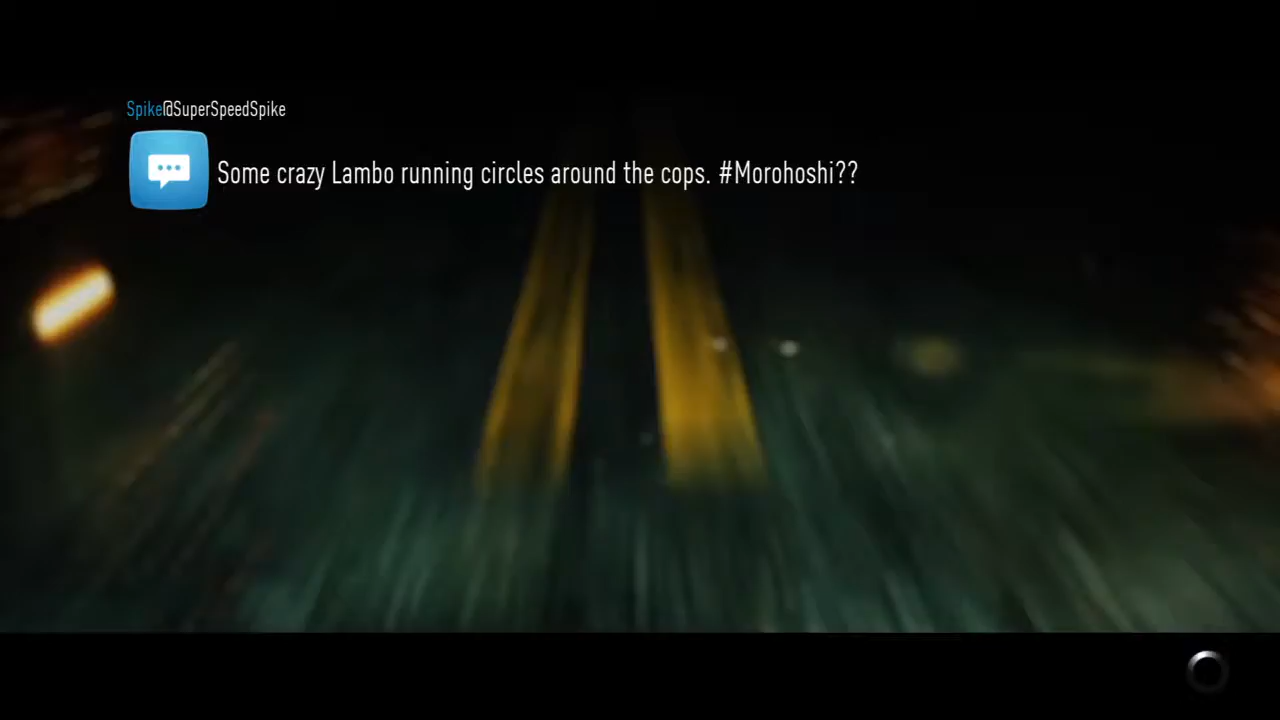 Spike@SuperSpeedSpike
Some crazy Lambo running circles around the cops. #Morohoshi??